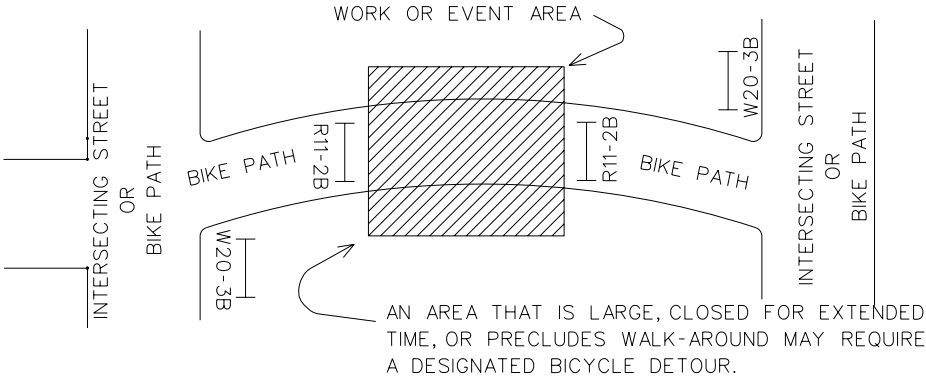 WORK OR EVENT AREA
INTERSECTING STREET
OR
BIKE PATH
BIKE PATH
R11-2B
W20-3B
R11-2B
BIKE PATH
W20-3B
INTERSECTING STREET
OR
BIKE PATH
AN AREA THAT IS LARGE, CLOSED FOR EXTENDED
TIME, OR PRECLUDES WALK-AROUND MAY REQUIRE
A DESIGNATED BICYCLE DETOUR.